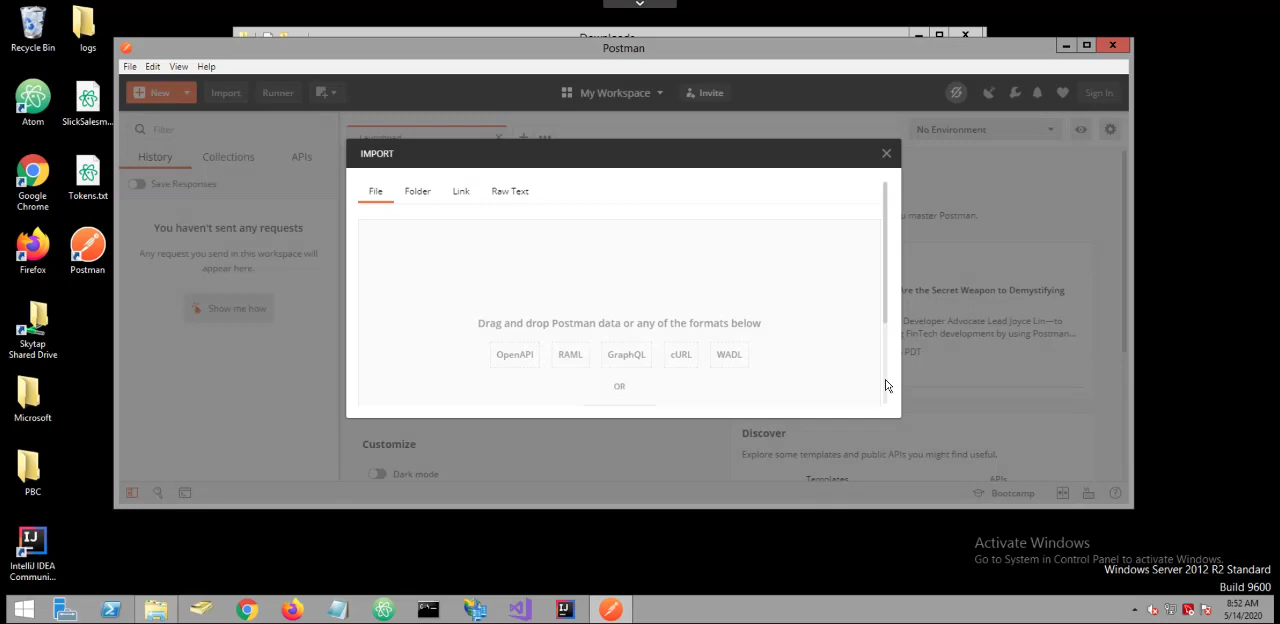 Recycle Bin
logs
Atom
SlickSalesm...
Google Chrome
Tokens.txt
Firefox
Postman
Skytap Shared Drive
Microsoft
PBC
IntelliJ IDEA Communi...
Downloads
Postman
File Edit View Help
New Import Runner My Workspace Invite Sign In
Filter
History Collections APIs
Save Responses
You haven't sent any requests
Any request you send in this workspace will
appear here.
Show me how
Launchpad
No Environment
IMPORT
File Folder Link Raw Text
Drag and drop Postman data or any of the formats below
OpenAPI RAML GraphQL cURL WADL
OR
u master Postman.
re the Secret Weapon to Demystifying
Developer Advocate Lead Joyce Lin—to
FinTech development by using Postman...
PDT
Customize
Dark mode
Discover
Explore some templates and public APIs you might find useful.
Templates APIs
Bootcamp
Activate Windows
Go to System in Control Panel to activate Windows.
Windows Server 2012 R2 Standard
Build 9600
8:52 AM
5/14/2020